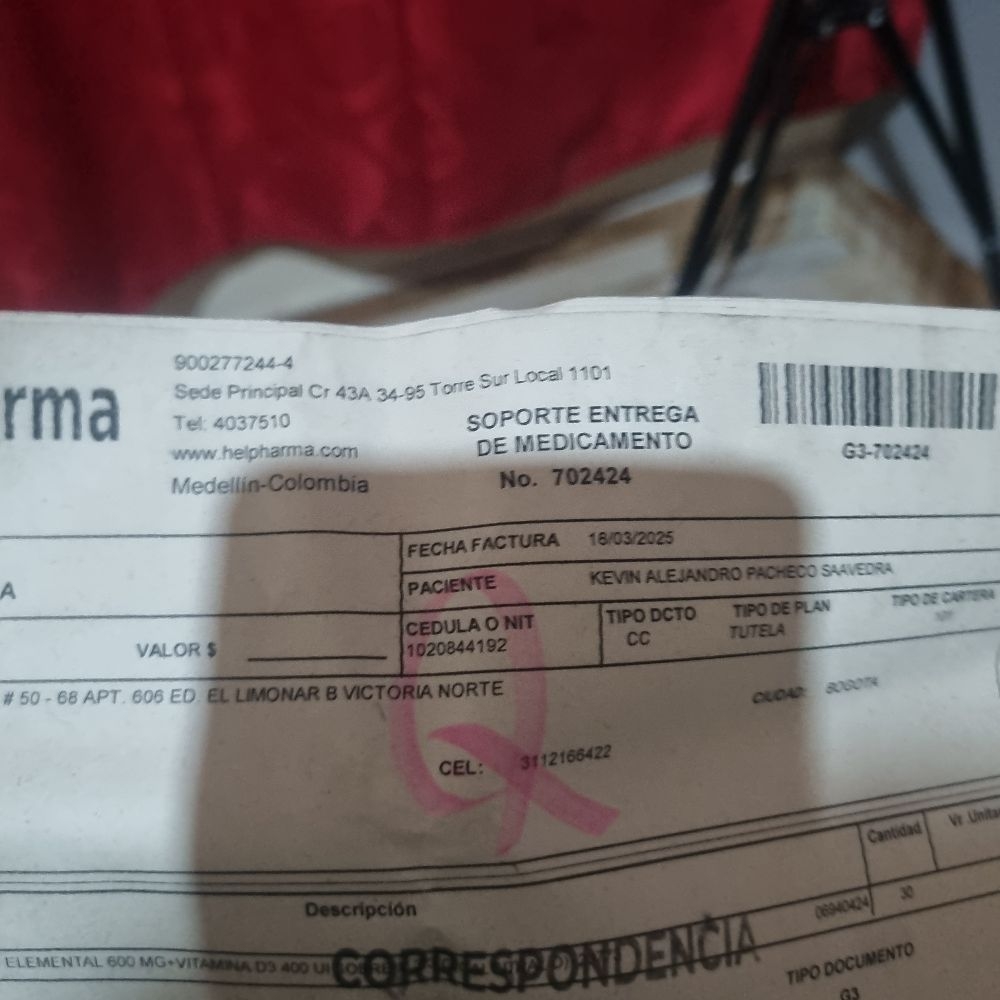 rma
900277244-4
Sede Principal Cr 43A 34-95 Torre Sur Local 1101
Tel: 4037510
www.helpharma.com
Medellín-Colombia
SOPORTE ENTREGA
DE MEDICAMENTO
No. 702424
G3-702424
FECHA FACTURA 18/03/2025
A
PACIENTE KEVIN ALEJANDRO PACHECO SAAVEDRA
VALOR $
CEDULA O NIT
1020844192
TIPO DCTO
CC
TIPO DE PLAN
TUTELA
TIPO DE CARTERA
# 50 - 68 APT. 606 ED. EL LIMONAR B VICTORIA NORTE
CIUDAD: BOGOTA
CEL: 3112166422
Descripción
Cantidad
Vr. Unita
ELEMENTAL 600 MG+VITAMINA D3 400 UI
06940424
30
CORRESPONDENCIA
TIPO DOCUMENTO
G3